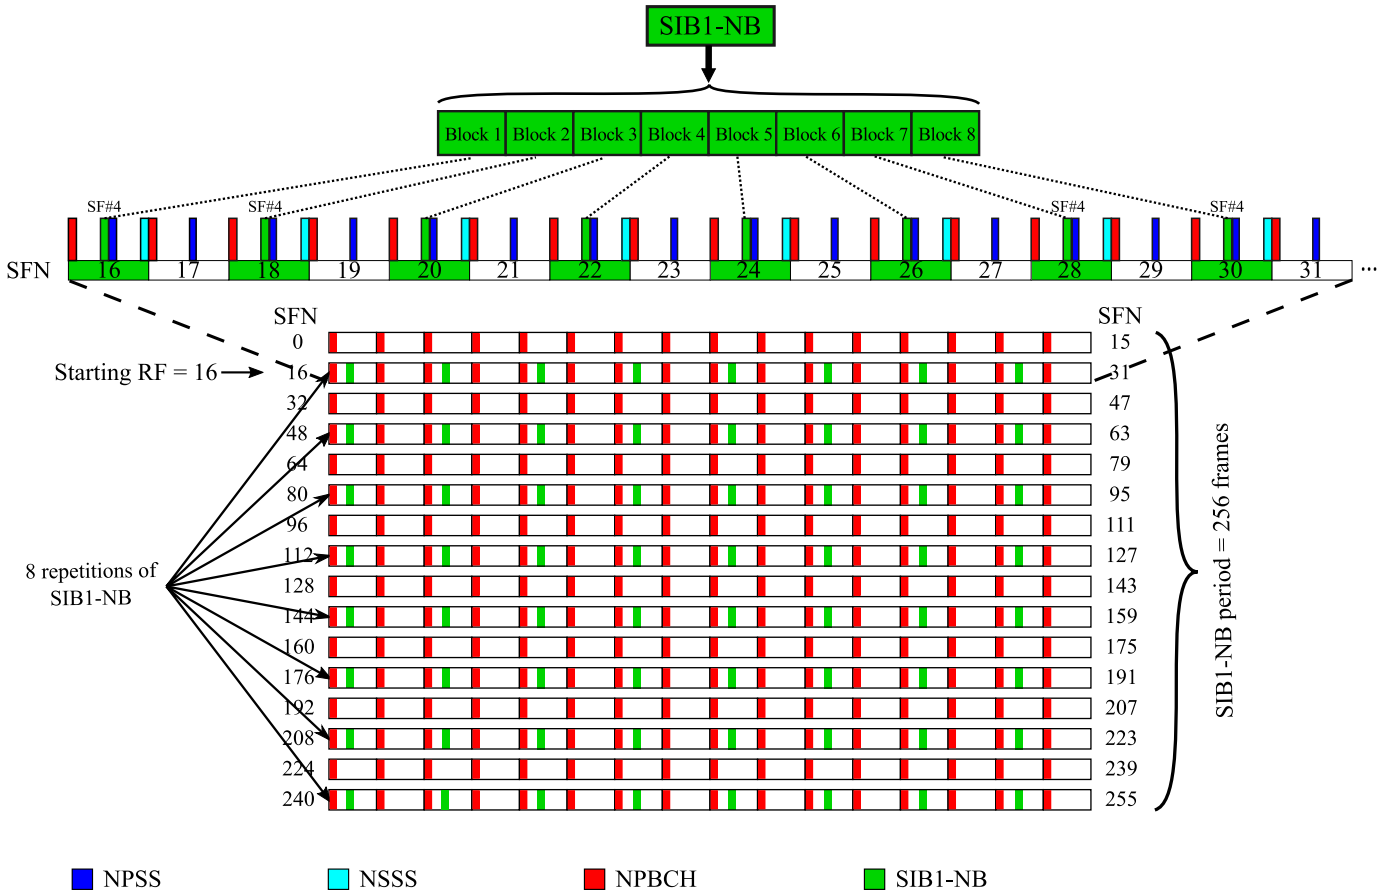 SIB1-NB
Block 1 Block 2 Block 3 Block 4 Block 5 Block 6 Block 7 Block 8
SF#4 SF#4 SF#4 SF#4
SFN 16 17 18 19 20 21 22 23 24 25 26 27 28 29 30 31 ...
SFN SFN
0 15
Starting RF = 16 16 31
32 47
48 63
64 79
80 95
96 111
112 127
8 repetitions of
SIB1-NB
128 143
144 159
160 175
176 191
192 207
208 223
224 239
240 255
SIB1-NB period = 256 frames
NPSS NSSS NPBCH SIB1-NB